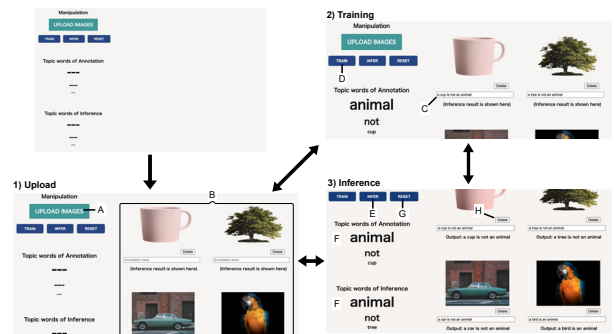 Manipulation
UPLOAD IMAGES
TRAIN INFER RESET
Topic words of Annotation
---
---
---
Topic words of Inference
---
---
---
2) Training
Manipulation
UPLOAD IMAGES
TRAIN INFER RESET
D
Topic words of Annotation
animal
not
cup
Delete Delete
C a cup is not an animal a tree is not an animal
(Inference result is shown here) (Inference result is shown here)
1) Upload
Manipulation
UPLOAD IMAGES A
TRAIN INFER RESET
Topic words of Annotation
---
---
---
Topic words of Inference
---
B
Delete Delete
Annotation here Annotation here
(Inference result is shown here) (Inference result is shown here)
3) Inference
TRAIN INFER RESET
E G
Topic words of Annotation
F animal
not
cup
Topic words of Inference
F animal
not
tree
H
Delete Delete
a cup is not an animal a tree is not an animal
Output: a cup is not an animal Output: a tree is not an animal
Delete Delete
a car is not an animal a bird is an animal
Output: a car is not an animal Output: a bird is an animal